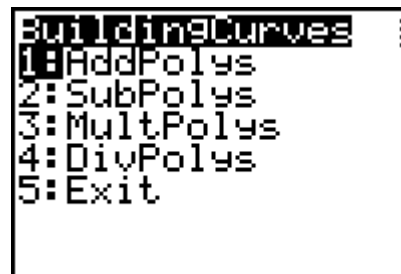 BuildingCurves
1:AddPolys
2:SubPolys
3:MultPolys
4:DivPolys
5:Exit